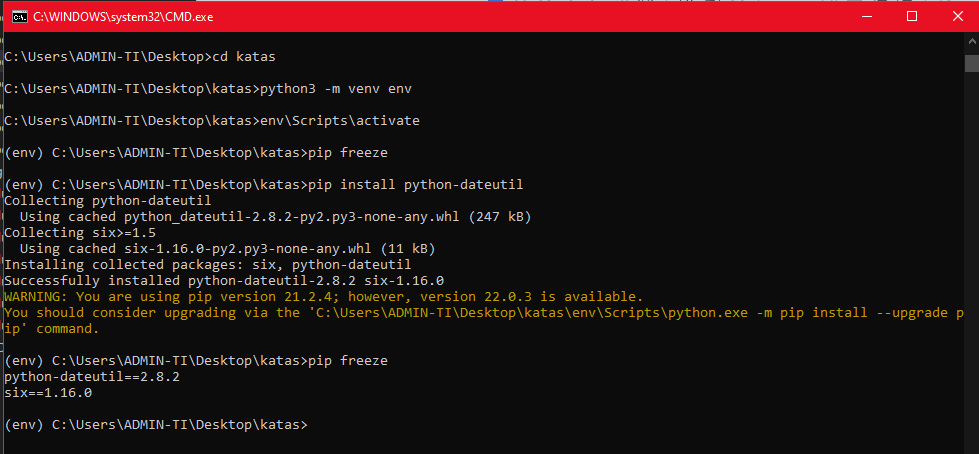 C:\WINDOWS\system32\CMD.exe
C:\Users\ADMIN-TI\Desktop>cd katas
C:\Users\ADMIN-TI\Desktop\katas>python3 -m venv env
C:\Users\ADMIN-TI\Desktop\katas>env\Scripts\activate
(env) C:\Users\ADMIN-TI\Desktop\katas>pip freeze
(env) C:\Users\ADMIN-TI\Desktop\katas>pip install python-dateutil
Collecting python-dateutil
  Using cached python_dateutil-2.8.2-py2.py3-none-any.whl (247 kB)
Collecting six>=1.5
  Using cached six-1.16.0-py2.py3-none-any.whl (11 kB)
Installing collected packages: six, python-dateutil
Successfully installed python-dateutil-2.8.2 six-1.16.0
WARNING: You are using pip version 21.2.4; however, version 22.0.3 is available.
You should consider upgrading via the 'C:\Users\ADMIN-TI\Desktop\katas\env\Scripts\python.exe -m pip install --upgrade p
ip' command.
(env) C:\Users\ADMIN-TI\Desktop\katas>pip freeze
python-dateutil==2.8.2
six==1.16.0
(env) C:\Users\ADMIN-TI\Desktop\katas>